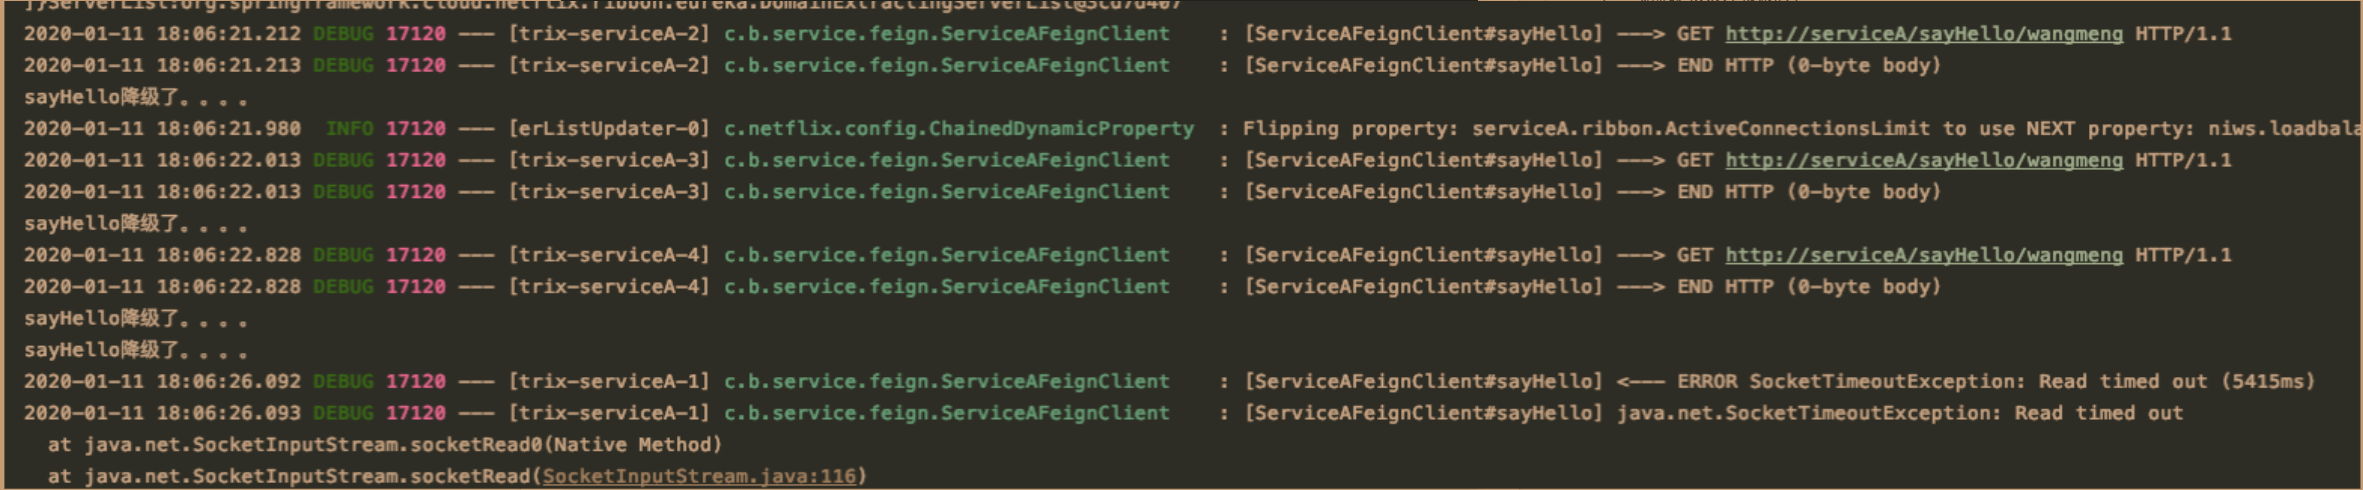 }ServerList:org.springframework.cloud.netflix.ribbon.eureka.DomainExtractingServerList@3cd7d407
2020-01-11 18:06:21.212 DEBUG 17120 --- [trix-serviceA-2] c.b.service.feign.ServiceAFeignClient : [ServiceAFeignClient#sayHello] ---> GET http://serviceA/sayHello/wangmeng HTTP/1.1
2020-01-11 18:06:21.213 DEBUG 17120 --- [trix-serviceA-2] c.b.service.feign.ServiceAFeignClient : [ServiceAFeignClient#sayHello] ---> END HTTP (0-byte body)
sayHello降级了。。。。
2020-01-11 18:06:21.980 INFO 17120 --- [erListUpdater-0] c.netflix.config.ChainedDynamicProperty : Flipping property: serviceA.ribbon.ActiveConnectionsLimit to use NEXT property: niws.loadbala
2020-01-11 18:06:22.013 DEBUG 17120 --- [trix-serviceA-3] c.b.service.feign.ServiceAFeignClient : [ServiceAFeignClient#sayHello] ---> GET http://serviceA/sayHello/wangmeng HTTP/1.1
2020-01-11 18:06:22.013 DEBUG 17120 --- [trix-serviceA-3] c.b.service.feign.ServiceAFeignClient : [ServiceAFeignClient#sayHello] ---> END HTTP (0-byte body)
sayHello降级了。。。。
2020-01-11 18:06:22.828 DEBUG 17120 --- [trix-serviceA-4] c.b.service.feign.ServiceAFeignClient : [ServiceAFeignClient#sayHello] ---> GET http://serviceA/sayHello/wangmeng HTTP/1.1
2020-01-11 18:06:22.828 DEBUG 17120 --- [trix-serviceA-4] c.b.service.feign.ServiceAFeignClient : [ServiceAFeignClient#sayHello] ---> END HTTP (0-byte body)
sayHello降级了。。。。
sayHello降级了。。。。
2020-01-11 18:06:26.092 DEBUG 17120 --- [trix-serviceA-1] c.b.service.feign.ServiceAFeignClient : [ServiceAFeignClient#sayHello] <--- ERROR SocketTimeoutException: Read timed out (5415ms)
2020-01-11 18:06:26.093 DEBUG 17120 --- [trix-serviceA-1] c.b.service.feign.ServiceAFeignClient : [ServiceAFeignClient#sayHello] java.net.SocketTimeoutException: Read timed out
at java.net.SocketInputStream.socketRead0(Native Method)
at java.net.SocketInputStream.socketRead(SocketInputStream.java:116)